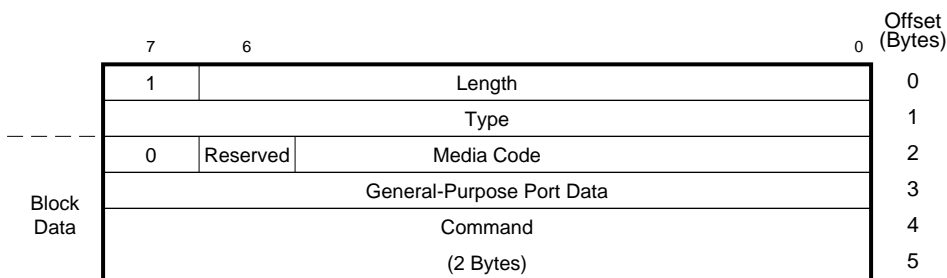 Offset
7 6 0 (Bytes)
1 Length 0
Type 1
0 Reserved Media Code 2
General-Purpose Port Data 3
Block
Data Command 4
(2 Bytes) 5